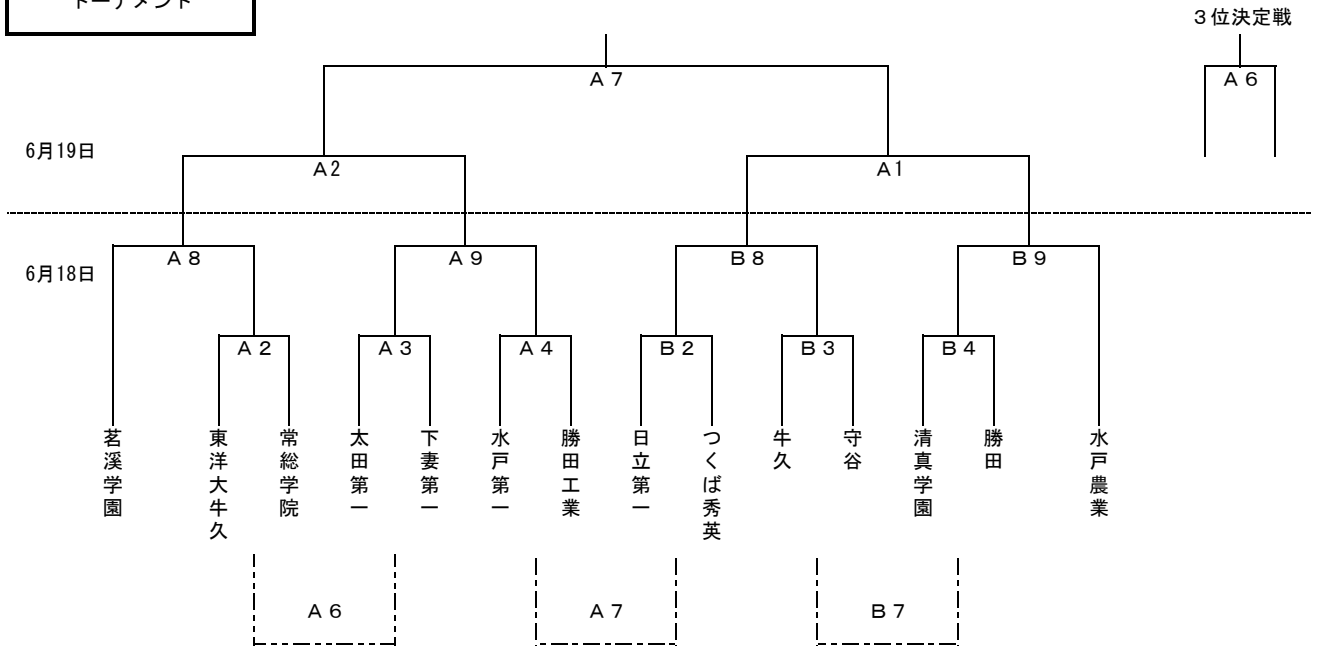 トーナメント
３位決定戦
Ａ７
Ａ６
6月19日
Ａ2
Ａ1
6月18日
Ａ８
Ａ９
Ｂ８
Ｂ９
Ａ２
Ａ３
Ａ４
Ｂ２
Ｂ３
Ｂ４
茗溪学園
東洋大牛久
常総学院
太田第一
下妻第一
水戸第一
勝田工業
日立第一
つくば秀英
牛久
守谷
清真学園
勝田
水戸農業
Ａ６
Ａ７
Ｂ７